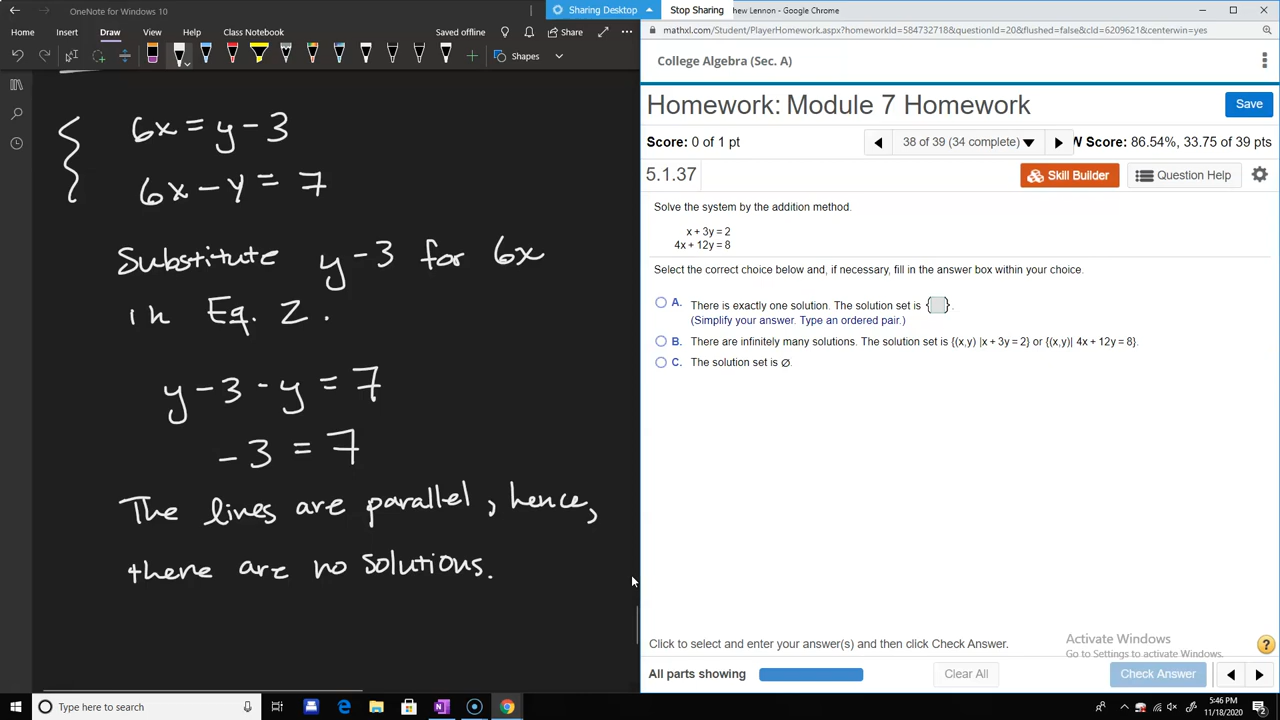 OneNote for Windows 10
Sharing Desktop
Stop Sharing
hew Lennon - Google Chrome
Home Insert Draw View Help Class Notebook Saved offline Share
mathxl.com/Student/PlayerHomework.aspx?homeworkId=584732718&questionId=20&flushed=false&cId=6209621&centerwin=yes
Shapes
College Algebra (Sec. A)
Homework: Module 7 Homework
Save
Score: 0 of 1 pt
38 of 39 (34 complete)
W Score: 86.54%, 33.75 of 39 pts
5.1.37
Skill Builder
Question Help
6x = y - 3
6x - y = 7
Substitute y - 3 for 6x
in Eq. 2.
y - 3 - y = 7
-3 = 7
The lines are parallel, hence,
there are no solutions.
Solve the system by the addition method.
x + 3y = 2
4x + 12y = 8
Select the correct choice below and, if necessary, fill in the answer box within your choice.
A. There is exactly one solution. The solution set is { }.
(Simplify your answer. Type an ordered pair.)
B. There are infinitely many solutions. The solution set is {(x,y) |x + 3y = 2} or {(x,y)| 4x + 12y = 8}.
C. The solution set is ∅.
Click to select and enter your answer(s) and then click Check Answer.
Activate Windows
Go to Settings to activate Windows.
All parts showing
Clear All
Check Answer
Type here to search
5:46 PM
11/18/2020
2